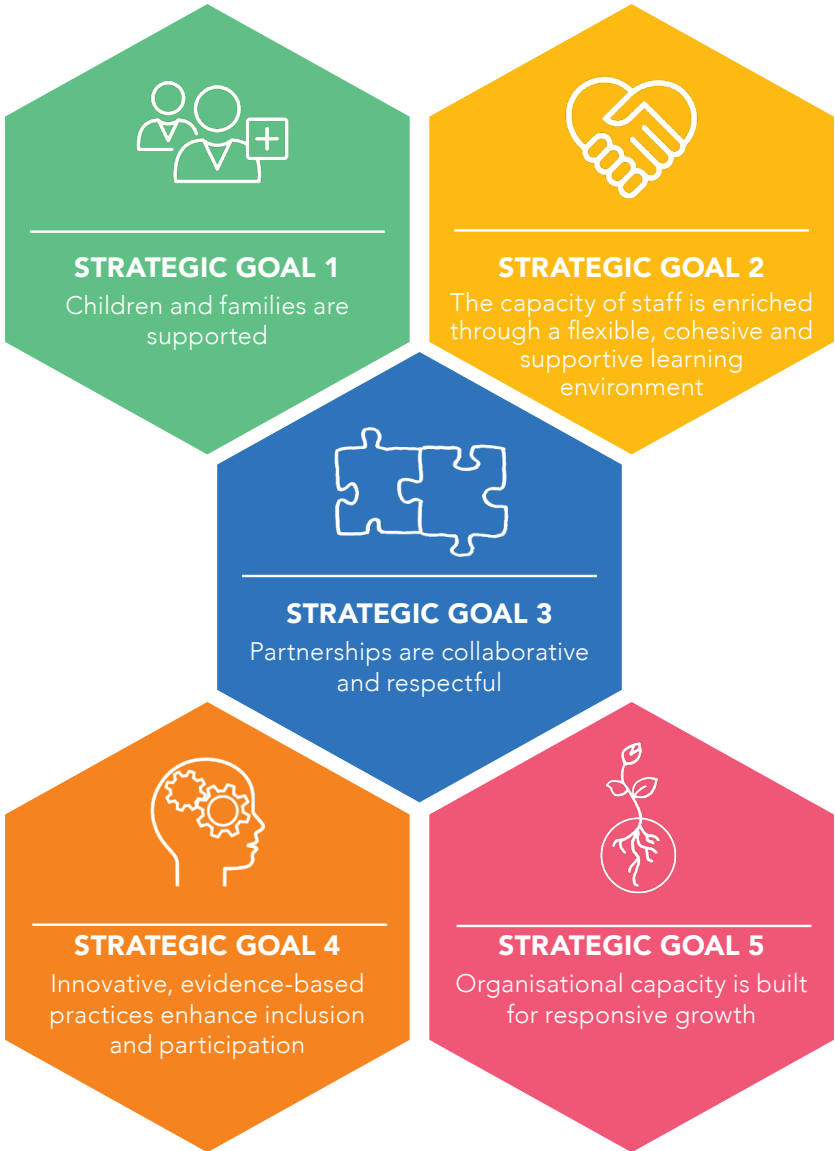 STRATEGIC GOAL 1
Children and families are
supported
STRATEGIC GOAL 2
The capacity of staff is enriched
through a flexible, cohesive and
supportive learning
environment
STRATEGIC GOAL 3
Partnerships are collaborative
and respectful
STRATEGIC GOAL 4
Innovative, evidence-based
practices enhance inclusion
and participation
STRATEGIC GOAL 5
Organisational capacity is built
for responsive growth